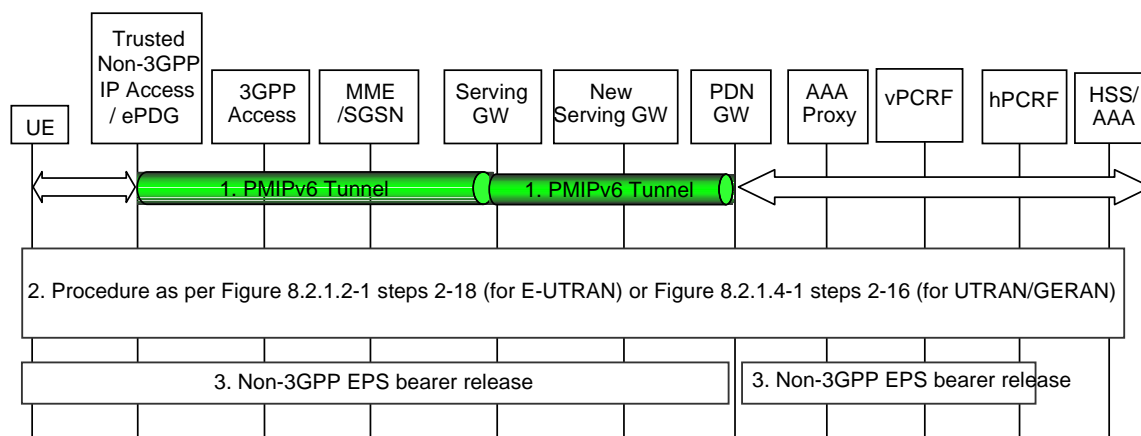 Trusted
Non-3GPP
IP Access
/ ePDG
UE
3GPP
Access
MME
/SGSN
Serving
GW
New
Serving GW
PDN
GW
AAA
Proxy
vPCRF
hPCRF
HSS/
AAA
1. PMIPv6 Tunnel
1. PMIPv6 Tunnel
2. Procedure as per Figure 8.2.1.2-1 steps 2-18 (for E-UTRAN) or Figure 8.2.1.4-1 steps 2-16 (for UTRAN/GERAN)
3. Non-3GPP EPS bearer release
3. Non-3GPP EPS bearer release